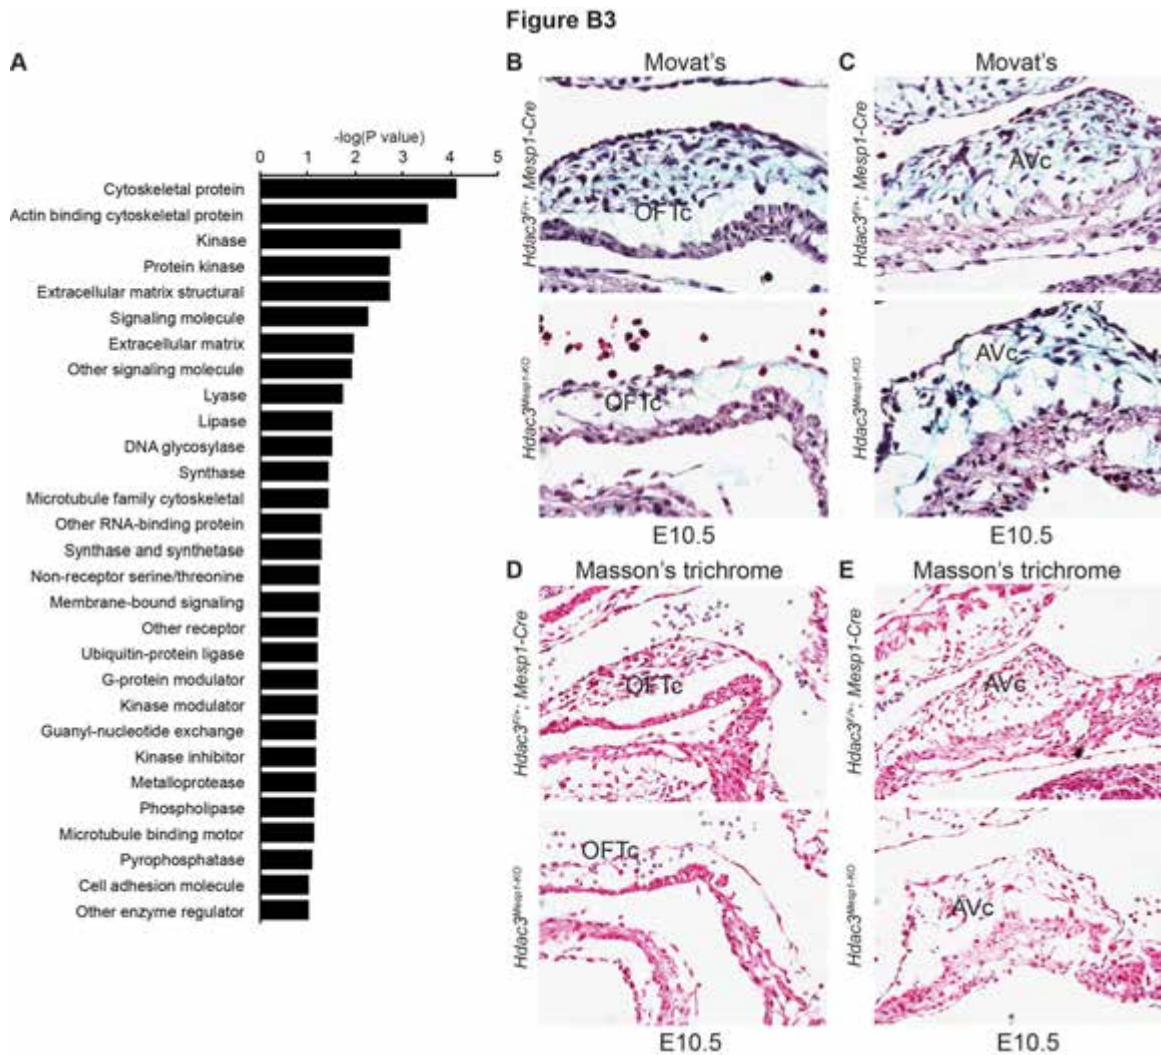 Figure B3
A
-log(P value)
0 1 2 3 4 5
Cytoskeletal protein
Actin binding cytoskeletal protein
Kinase
Protein kinase
Extracellular matrix structural
Signaling molecule
Extracellular matrix
Other signaling molecule
Lyase
Lipase
DNA glycosylase
Synthase
Microtubule family cytoskeletal
Other RNA-binding protein
Synthase and synthetase
Non-receptor serine/threonine
Membrane-bound signaling
Other receptor
Ubiquitin-protein ligase
G-protein modulator
Kinase modulator
Guanyl-nucleotide exchange
Kinase inhibitor
Metalloprotease
Phospholipase
Microtubule binding motor
Pyrophosphatase
Cell adhesion molecule
Other enzyme regulator
B
Movat's
Hdac3F/+; Mesp1-Cre
OFTc
Hdac3Mesp1-KO
OFTc
E10.5
C
Movat's
Hdac3F/+; Mesp1-Cre
AVc
Hdac3Mesp1-KO
AVc
E10.5
D
Masson's trichrome
Hdac3F/+; Mesp1-Cre
OFTc
Hdac3Mesp1-KO
OFTc
E10.5
E
Masson's trichrome
Hdac3F/+; Mesp1-Cre
AVc
Hdac3Mesp1-KO
AVc
E10.5